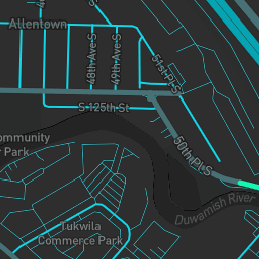 Allentown
48th Ave S
49th Ave S
51st Pl S
S 125th St
ommunity
Park
50th Pl S
Duwamish River
Tukwila
Commerce Park